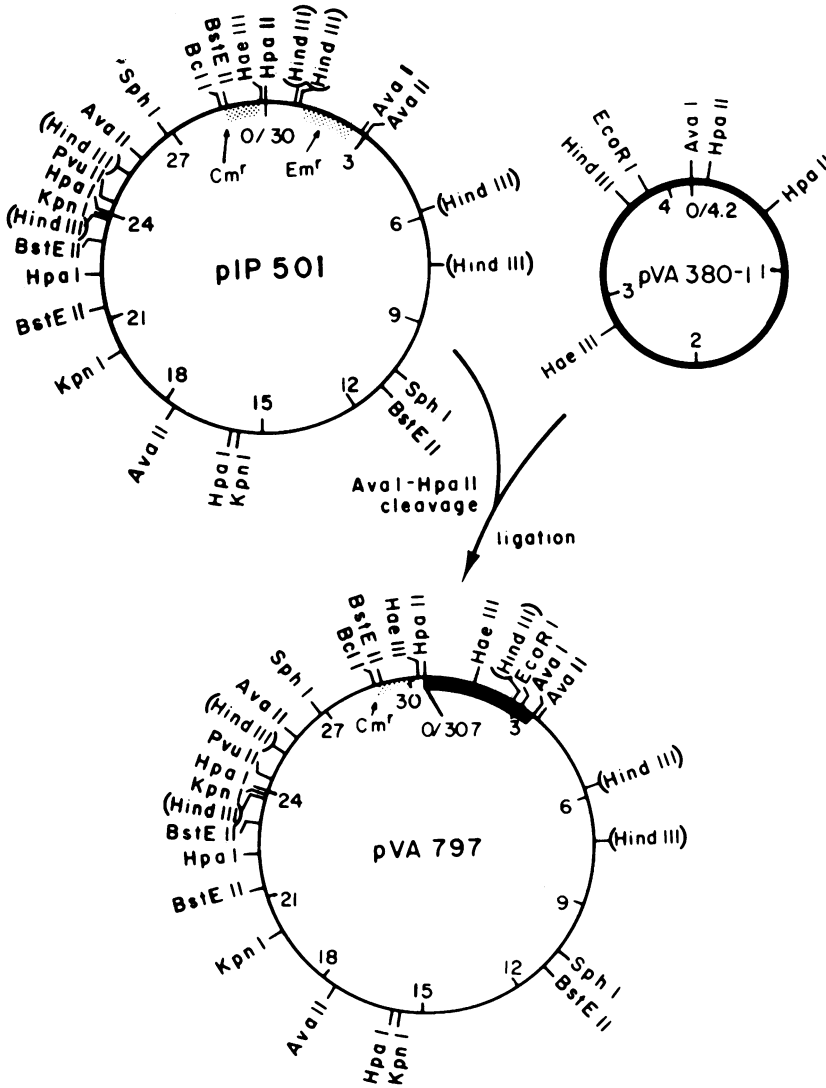 BclI
BstE II
Hae III
Hpa II
(Hind III)
(Hind III)
Ava I
Ava II
(Hind III)
(Hind III)
Sph I
BstE II
Kpn I
Hpa I
Ava II
Kpn I
BstE II
Hpa I
BstE II
(Hind III)
Kpn I
Hpa I
Pvu II
(Hind III)
Ava II
Sph I
0/30
3
6
9
12
15
18
21
24
27
Cmr
Emr
pIP 501
EcoR I
Hind III
Ava I
Hpa II
Hpa II
Hae III
4
0/4.2
1
2
3
pVA 380-1
Ava I-Hpa II
cleavage
ligation
Bcl I
BstE II
Hae III
Hpa II
Hae III
(Hind III)
EcoR I
Ava I
Ava II
(Hind III)
(Hind III)
Sph I
BstE II
Kpn I
Hpa I
Ava II
Kpn I
BstE II
Hpa I
BstE II
(Hind III)
Kpn I
Hpa I
Pvu II
(Hind III)
Ava II
Sph I
30
0/30 7
3
6
9
12
15
18
21
24
27
Cmr
pVA 797